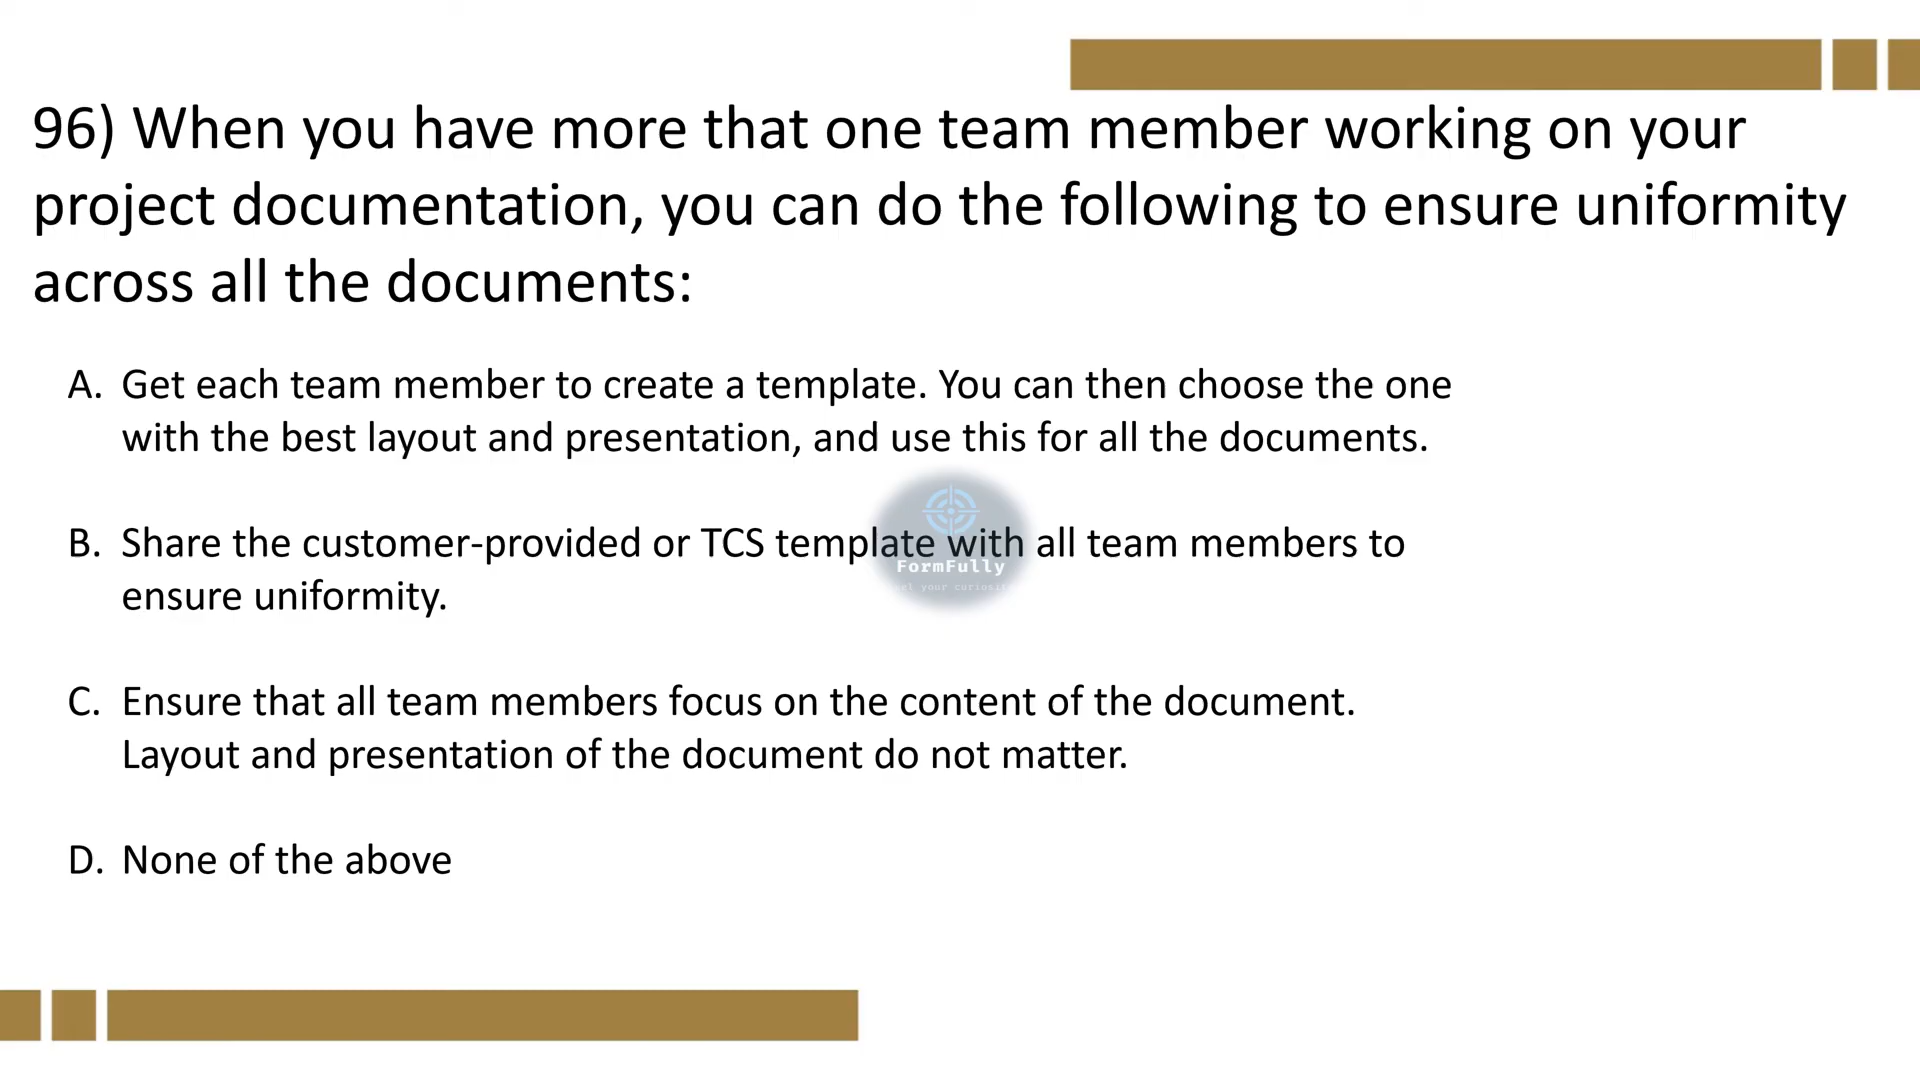 96) When you have more that one team member working on your
project documentation, you can do the following to ensure uniformity
across all the documents:
A. Get each team member to create a template. You can then choose the one
with the best layout and presentation, and use this for all the documents.
B. Share the customer-provided or TCS template with all team members to
ensure uniformity.
FormFully
your
C. Ensure that all team members focus on the content of the document.
Layout and presentation of the document do not matter.
D. None of the above